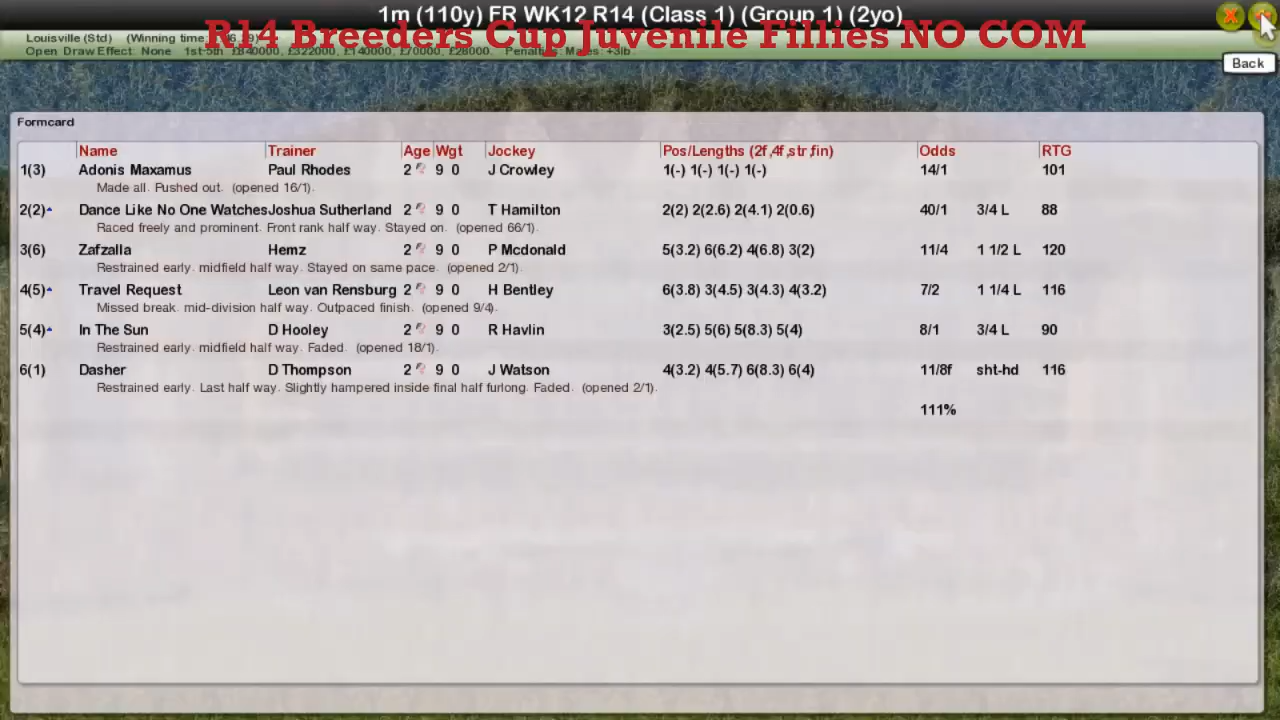 1m (110y) FR WK12 R14 (Class 1) (Group 1) (2yo)
R14 Breeders Cup Juvenile Fillies NO COM
Louisville (Std) (Winning time:
Open Draw Effect: None 1st-5th £840000, £322000, £140000, £70000, £28000. Penalties: Males: +3lb
Back
Formcard
Name Trainer Age Wgt Jockey Pos/Lengths (2f,4f,str,fin) Odds RTG
1(3) Adonis Maxamus Paul Rhodes 2 9 0 J Crowley 1(-) 1(-) 1(-) 1(-) 14/1 101
Made all. Pushed out. (opened 16/1).
2(2) Dance Like No One Watches Joshua Sutherland 2 9 0 T Hamilton 2(2) 2(2.6) 2(4.1) 2(0.6) 40/1 3/4 L 88
Raced freely and prominent. Front rank half way. Stayed on. (opened 66/1).
3(6) Zafzalla Hemz 2 9 0 P Mcdonald 5(3.2) 6(6.2) 4(6.8) 3(2) 11/4 1 1/2 L 120
Restrained early. midfield half way. Stayed on same pace. (opened 2/1).
4(5) Travel Request Leon van Rensburg 2 9 0 H Bentley 6(3.8) 3(4.5) 3(4.3) 4(3.2) 7/2 1 1/4 L 116
Missed break. mid-division half way. Outpaced finish. (opened 9/4).
5(4) In The Sun D Hooley 2 9 0 R Havlin 3(2.5) 5(6) 5(8.3) 5(4) 8/1 3/4 L 90
Restrained early. midfield half way. Faded. (opened 18/1).
6(1) Dasher D Thompson 2 9 0 J Watson 4(3.2) 4(5.7) 6(8.3) 6(4) 11/8f sht-hd 116
Restrained early. Last half way. Slightly hampered inside final half furlong. Faded. (opened 2/1).
111%